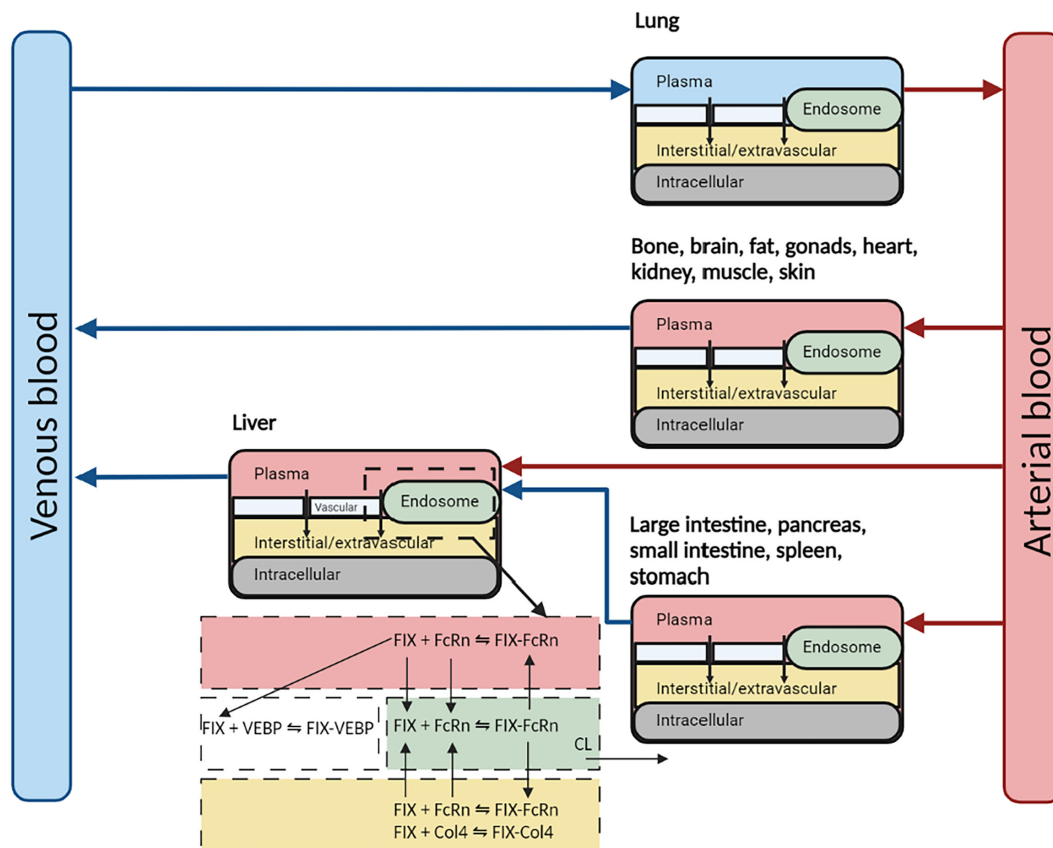 Lung
Venous blood
Arterial blood
Plasma
Endosome
Interstitial/extravascular
Intracellular
Bone, brain, fat, gonads, heart,
kidney, muscle, skin
Plasma
Endosome
Interstitial/extravascular
Intracellular
Liver
Plasma
Vascular
Endosome
Interstitial/extravascular
Intracellular
Large intestine, pancreas,
small intestine, spleen,
stomach
Plasma
Endosome
Interstitial/extravascular
Intracellular
FIX + FcRn ⇋ FIX-FcRn
FIX + VEBP ⇋ FIX-VEBP
FIX + FcRn ⇋ FIX-FcRn
CL
FIX + FcRn ⇋ FIX-FcRn
FIX + Col4 ⇋ FIX-Col4